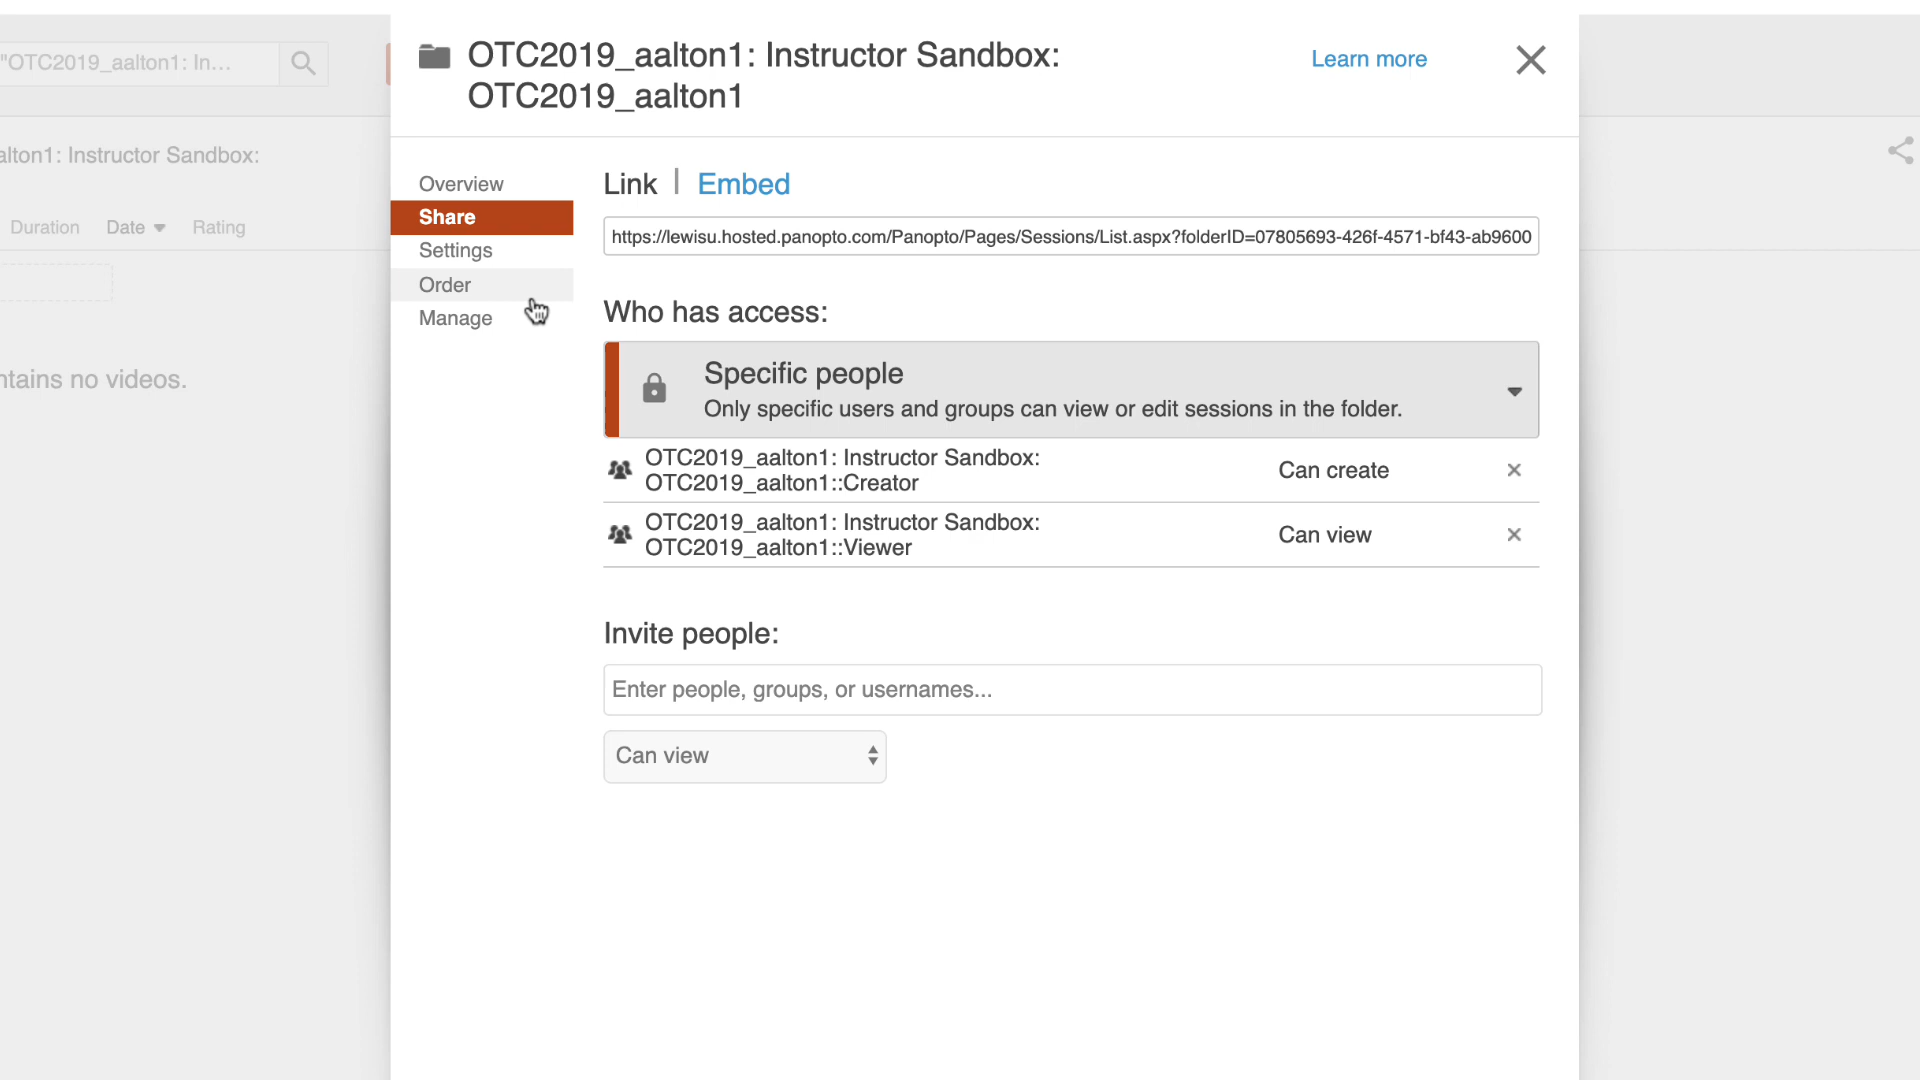 "OTC2019_aalton1: In...
OTC2019_aalton1: Instructor Sandbox:
OTC2019_aalton1
Learn more
alton1: Instructor Sandbox:
Duration Date Rating
ntains no videos.
Overview
Share
Settings
Order
Manage
Link | Embed
https://lewisu.hosted.panopto.com/Panopto/Pages/Sessions/List.aspx?folderID=07805693-426f-4571-bf43-ab9600
Who has access:
Specific people
Only specific users and groups can view or edit sessions in the folder.
OTC2019_aalton1: Instructor Sandbox:
OTC2019_aalton1::Creator
Can create
OTC2019_aalton1: Instructor Sandbox:
OTC2019_aalton1::Viewer
Can view
Invite people:
Enter people, groups, or usernames...
Can view